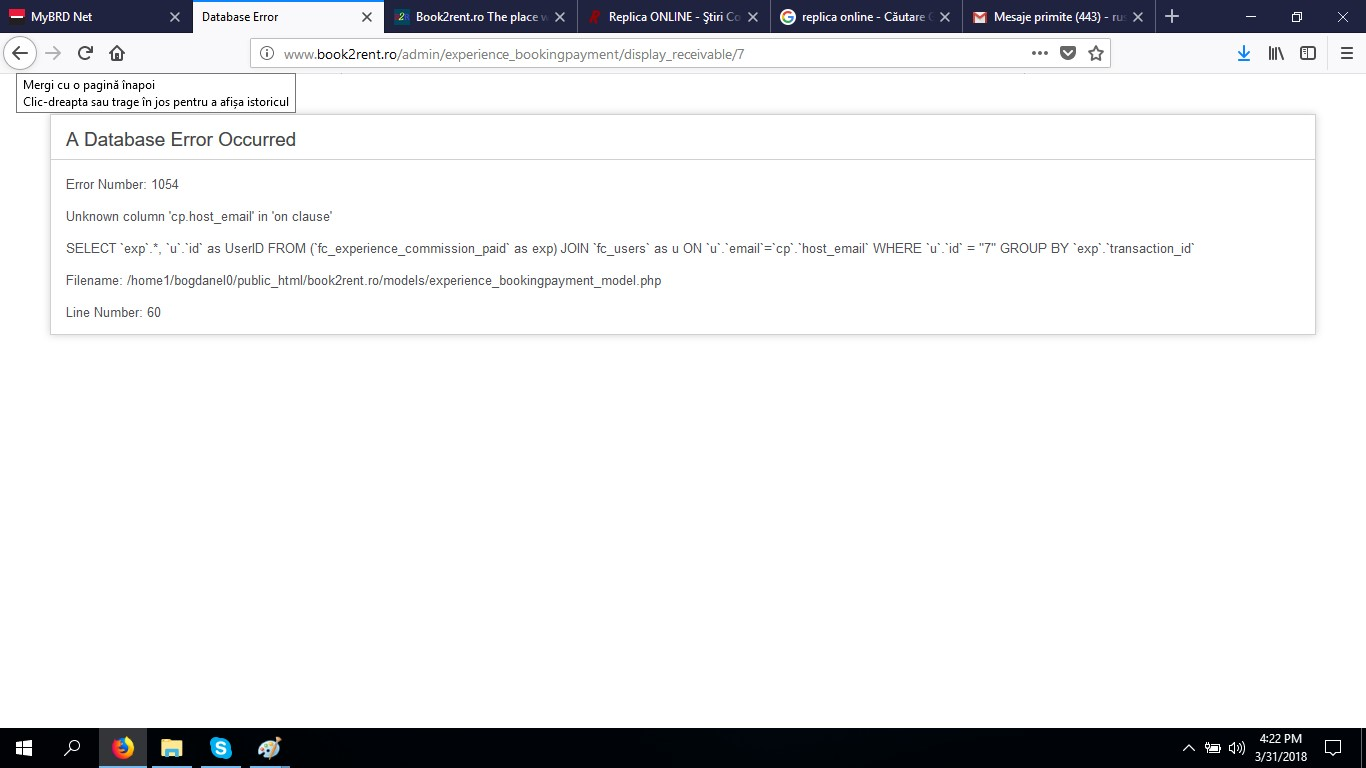 MyBRD Net
Database Error
Book2rent.ro The place w
Replica ONLINE - Știri Co
replica online - Căutare G
Mesaje primite (443) - rus
www.book2rent.ro/admin/experience_bookingpayment/display_receivable/7
Mergi cu o pagină înapoi
Clic-dreapta sau trage în jos pentru a afișa istoricul
A Database Error Occurred
Error Number: 1054
Unknown column 'cp.host_email' in 'on clause'
SELECT `exp`.*, `u`.`id` as UserID FROM (`fc_experience_commission_paid` as exp) JOIN `fc_users` as u ON `u`.`email`=`cp`.`host_email` WHERE `u`.`id` = "7" GROUP BY `exp`.`transaction_id`
Filename: /home1/bogdanel0/public_html/book2rent.ro/models/experience_bookingpayment_model.php
Line Number: 60
4:22 PM
3/31/2018